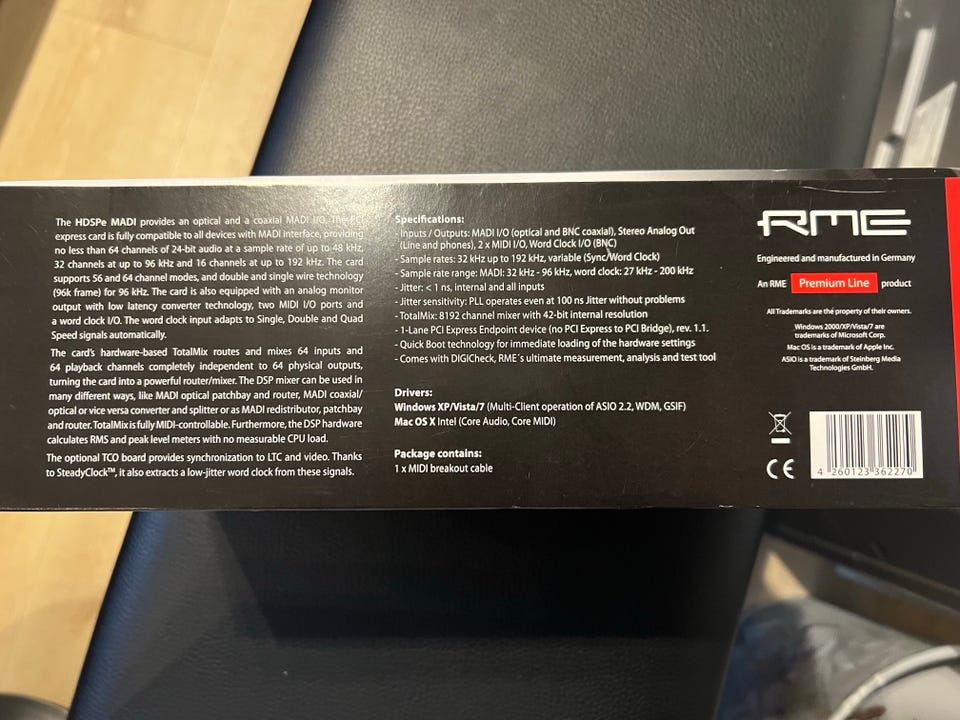 The HDSPe MADI provides an optical and a coaxial MADI I/O. The PCI
express card is fully compatible to all devices with MADI interface, providing
no less than 64 channels of 24-bit audio at a sample rate of up to 48 kHz,
32 channels at up to 96 kHz and 16 channels at up to 192 kHz. The card
supports 56 and 64 channel modes, and double and single wire technology
(96k frame) for 96 kHz. The card is also equipped with an analog monitor
output with low latency converter technology, two MIDI I/O ports and
a word clock I/O. The word clock input adapts to Single, Double and Quad
Speed signals automatically.
The card's hardware-based TotalMix routes and mixes 64 inputs and
64 playback channels completely independent to 64 physical outputs,
turning the card into a powerful router/mixer. The DSP mixer can be used in
many different ways, like MADI optical patchbay and router, MADI coaxial/
optical or vice versa converter and splitter or as MADI redistributor, patchbay
and router. TotalMix is fully MIDI-controllable. Furthermore, the DSP hardware
calculates RMS and peak level meters with no measurable CPU load.
The optional TCO board provides synchronization to LTC and video. Thanks
to SteadyClock™, it also extracts a low-jitter word clock from these signals.
Specifications:
- Inputs / Outputs: MADI I/O (optical and BNC coaxial), Stereo Analog Out
(Line and phones), 2 x MIDI I/O, Word Clock I/O (BNC)
- Sample rates: 32 kHz up to 192 kHz, variable (Sync/Word Clock)
- Sample rate range: MADI: 32 kHz - 96 kHz, word clock: 27 kHz - 200 kHz
- Jitter: < 1 ns, internal and all inputs
- Jitter sensitivity: PLL operates even at 100 ns Jitter without problems
- TotalMix: 8192 channel mixer with 42-bit internal resolution
- 1-Lane PCI Express Endpoint device (no PCI Express to PCI Bridge), rev. 1.1.
- Quick Boot technology for immediate loading of the hardware settings
- Comes with DIGICheck, RME´s ultimate measurement, analysis and test tool
Drivers:
Windows XP/Vista/7 (Multi-Client operation of ASIO 2.2, WDM, GSIF)
Mac OS X Intel (Core Audio, Core MIDI)
Package contains:
1 x MIDI breakout cable
RME
Engineered and manufactured in Germany
An RME Premium Line product
All Trademarks are the property of their owners.
Windows 2000/XP/Vista/7 are
trademarks of Microsoft Corp.
Mac OS is a trademark of Apple Inc.
ASIO is a trademark of Steinberg Media
Technologies GmbH.
CE
4 260123 362270